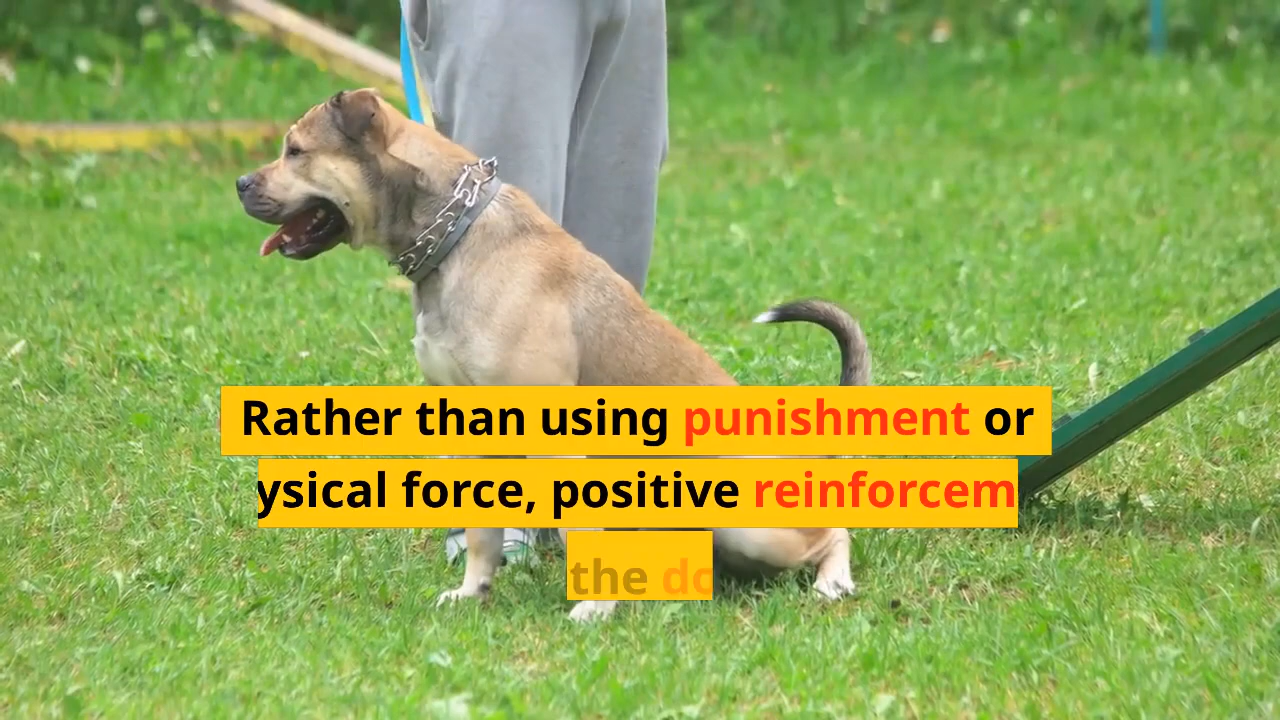 Rather than using punishment or
ysical force, positive reinforcem
the do